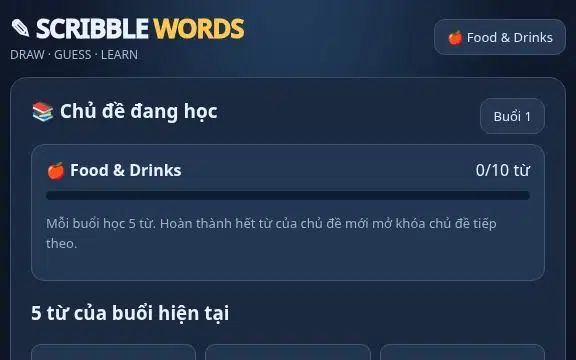 ✎ SCRIBBLE WORDS
DRAW · GUESS · LEARN
🍎 Food & Drinks
📚 Chủ đề đang học
Buổi 1
🍎 Food & Drinks
0/10 từ
Mỗi buổi học 5 từ. Hoàn thành hết từ của chủ đề mới mở khóa chủ đề tiếp
theo.
5 từ của buổi hiện tại